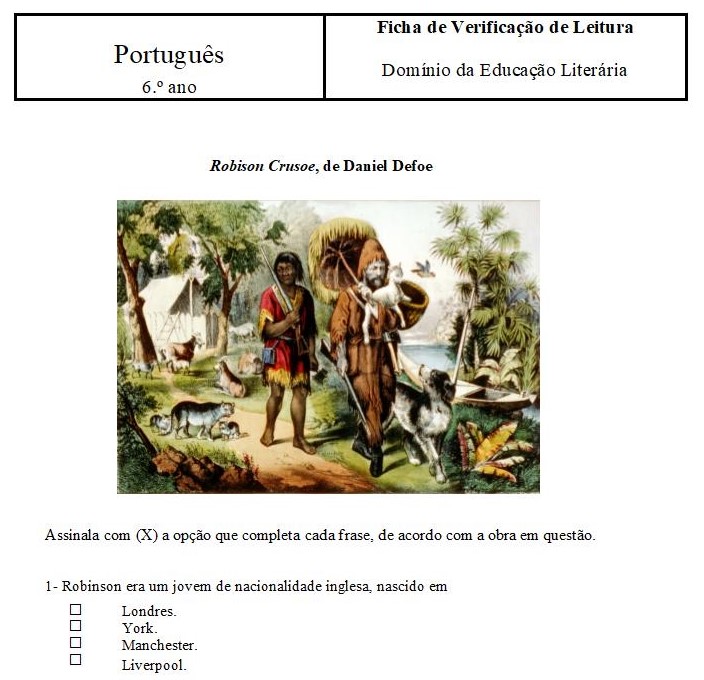 Português
6.º ano
Ficha de Verificação de Leitura
Domínio da Educação Literária
Robison Crusoe, de Daniel Defoe
Assinala com (X) a opção que completa cada frase, de acordo com a obra em questão.
1- Robinson era um jovem de nacionalidade inglesa, nascido em
☐ Londres.
☐ York.
☐ Manchester.
☐ Liverpool.